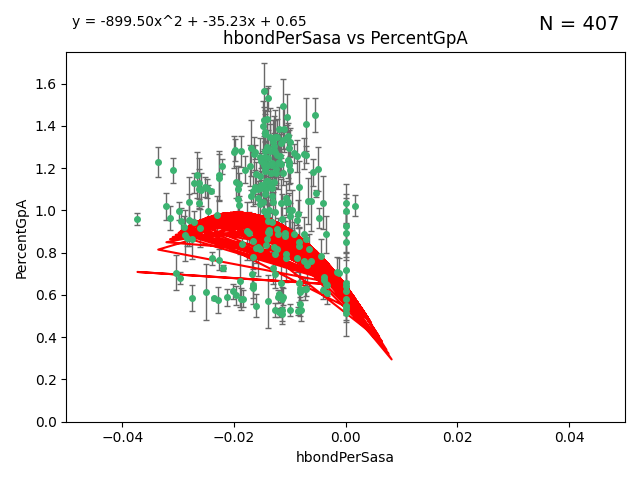 y = -899.50x^2 + -35.23x + 0.65
N = 407
hbondPerSasa vs PercentGpA
PercentGpA
1.6
1.4
1.2
1.0
0.8
0.6
0.4
0.2
0.0
−0.04 −0.02 0.00 0.02 0.04
hbondPerSasa